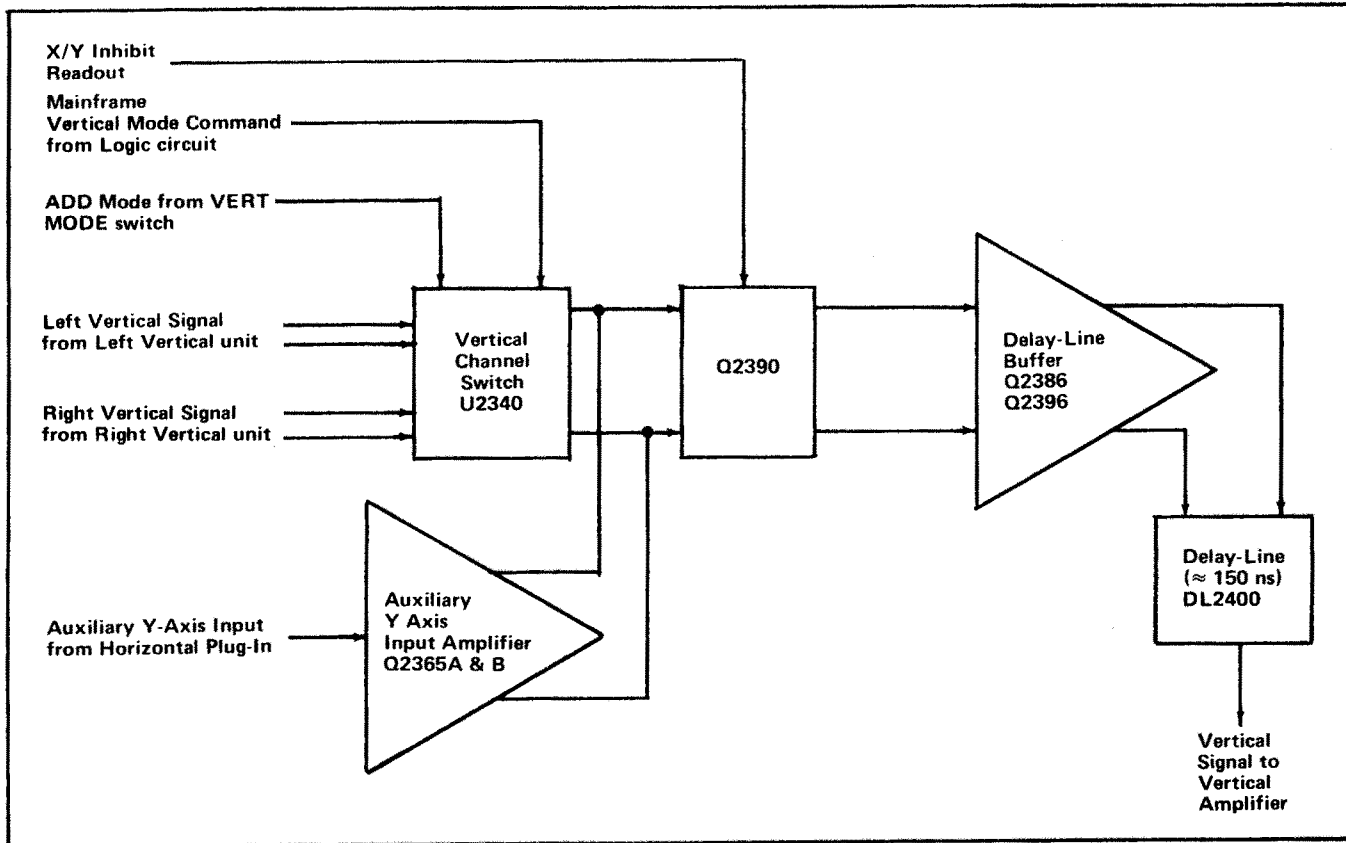 X/Y Inhibit
Readout
Mainframe
Vertical Mode Command
from Logic circuit
ADD Mode from VERT
MODE switch
Left Vertical Signal
from Left Vertical unit
Right Vertical Signal
from Right Vertical unit
Vertical
Channel
Switch
U2340
Q2390
Delay-Line
Buffer
Q2386
Q2396
Auxiliary Y-Axis Input
from Horizontal Plug-In
Auxiliary
Y Axis
Input Amplifier
Q2365A & B
Delay-Line
(≈ 150 ns)
DL2400
Vertical
Signal to
Vertical
Amplifier